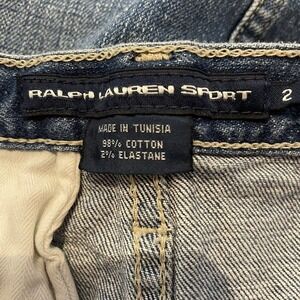 RALPH LAUREN SPORT 2
MADE IN TUNISIA
98% COTTON
2% ELASTANE